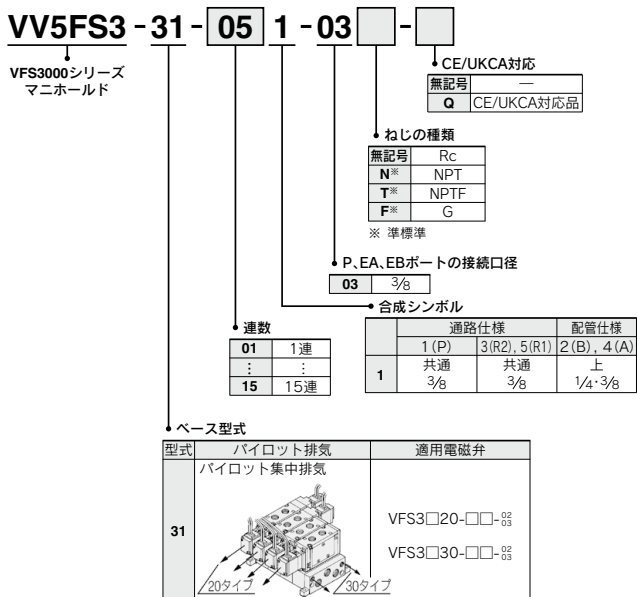 VV5FS3-31-05 1-03□-□
VFS3000シリーズ
マニホールド
CE/UKCA対応
無記号 —
Q CE/UKCA対応品
ねじの種類
無記号 Rc
N※ NPT
T※ NPTF
F※ G
※ 準標準
P、EA、EBポートの接続口径
03 3/8
合成シンボル
通路仕様 配管仕様
1(P) 3(R2), 5(R1) 2(B), 4(A)
1 共通 共通 上
3/8 3/8 1/4・3/8
連数
01 1連
⋮ ⋮
15 15連
ベース型式
型式 パイロット排気 適用電磁弁
パイロット集中排気
31
VFS3□20-□□-02/03
VFS3□30-□□-02/03
20タイプ 30タイプ